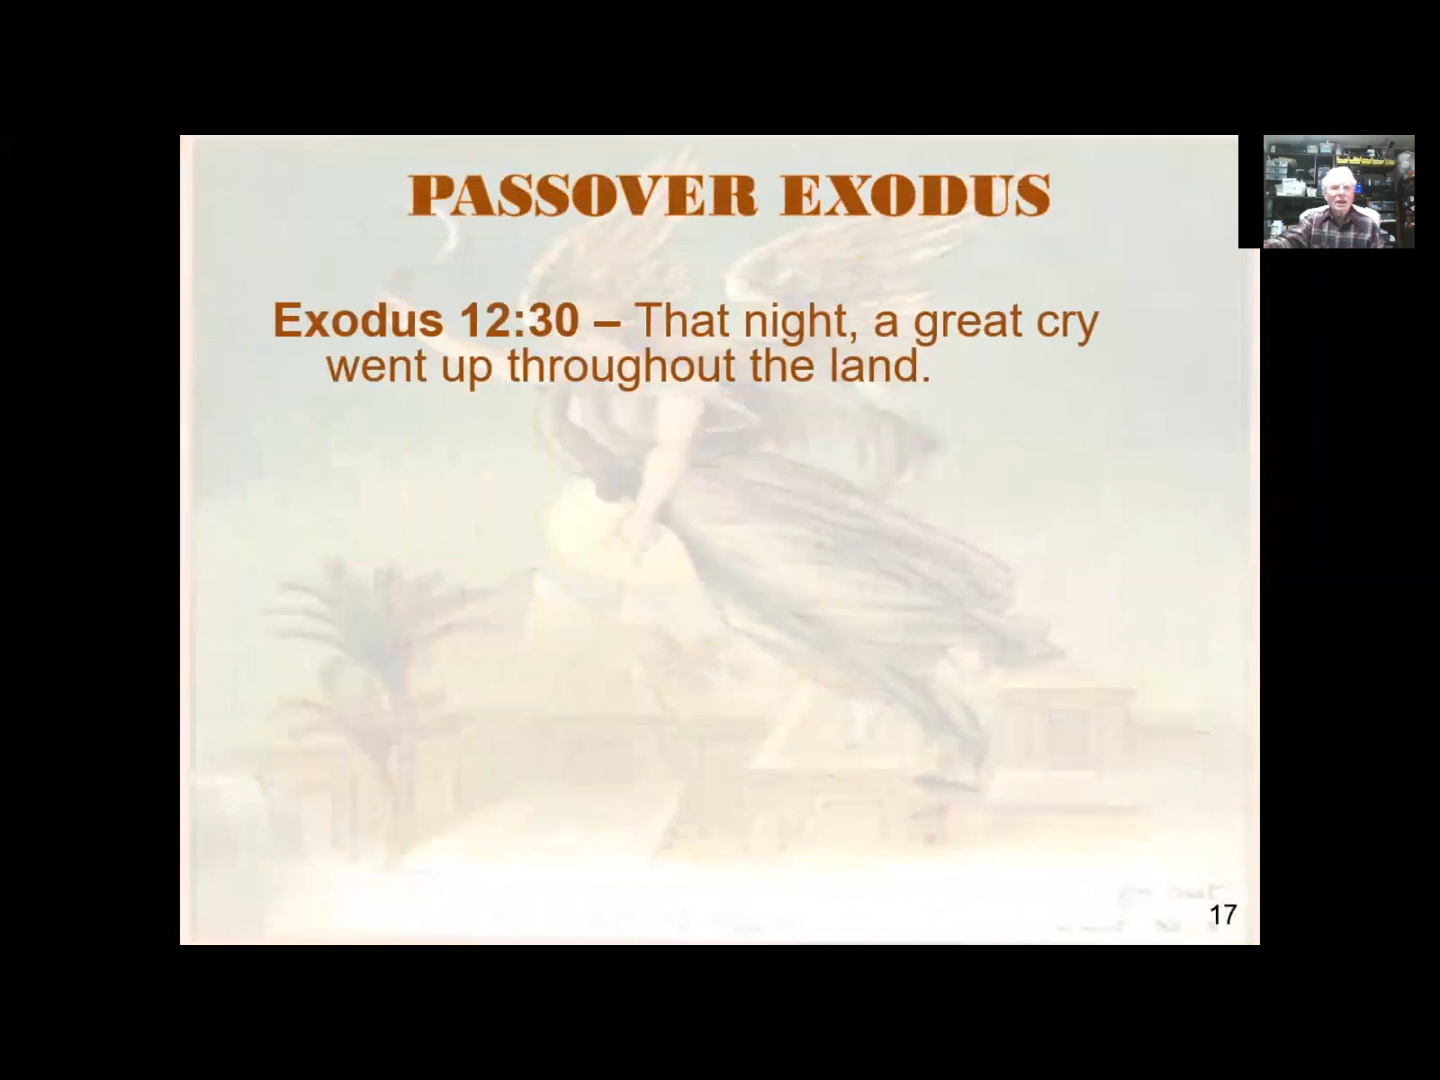 PASSOVER EXODUS
Exodus 12:30 – That night, a great cry
went up throughout the land.
17